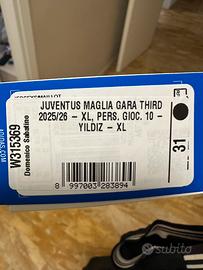 JUVENTUS MAGLIA GARA THIRD
2025/26 - XL, PERS. GIOC. 10 -
YILDIZ - XL
8 997003 283894
W315369
Domenico Sabatino
31
subito